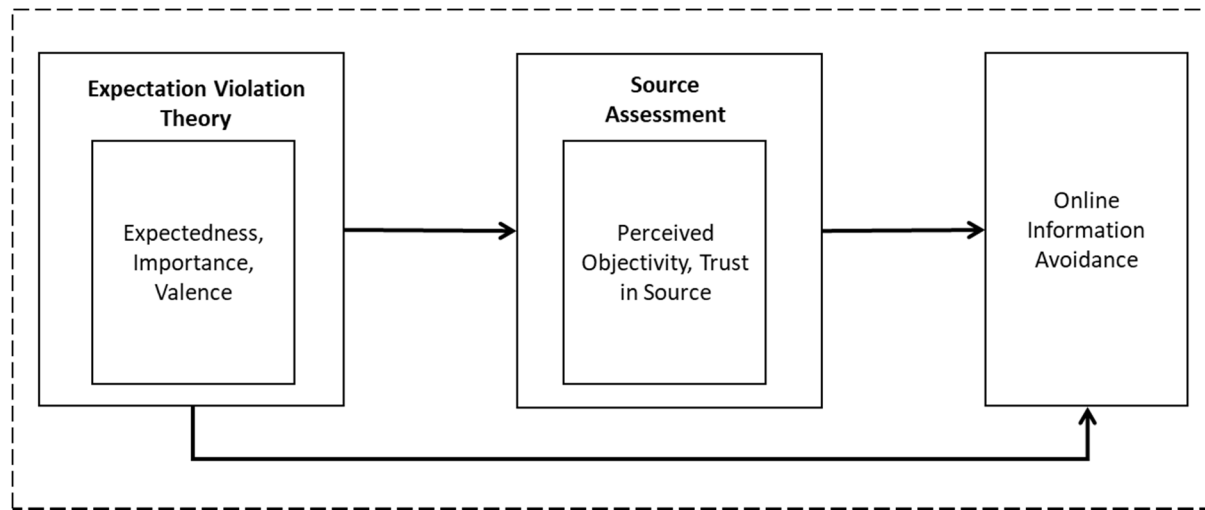 Expectation Violation
Theory
Expectedness,
Importance,
Valence
Source
Assessment
Perceived
Objectivity, Trust
in Source
Online
Information
Avoidance